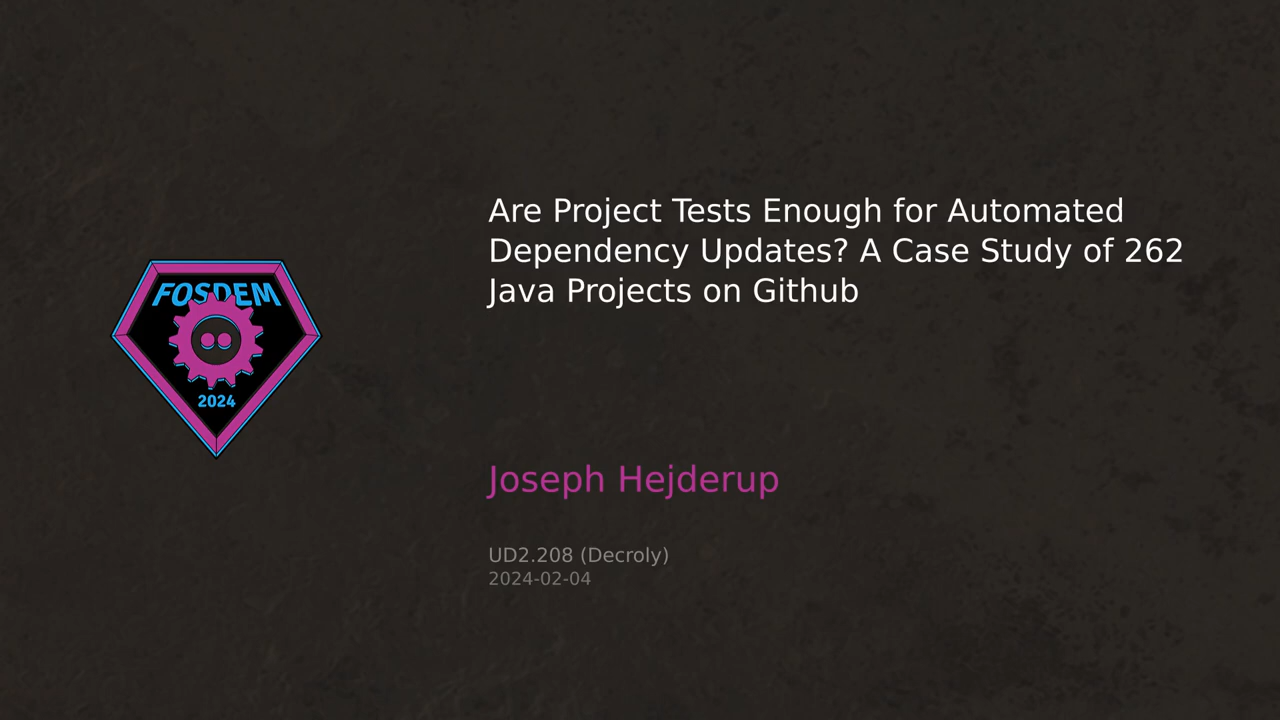 FOSDEM
2024
Are Project Tests Enough for Automated
Dependency Updates? A Case Study of 262
Java Projects on Github
Joseph Hejderup
UD2.208 (Decroly)
2024-02-04